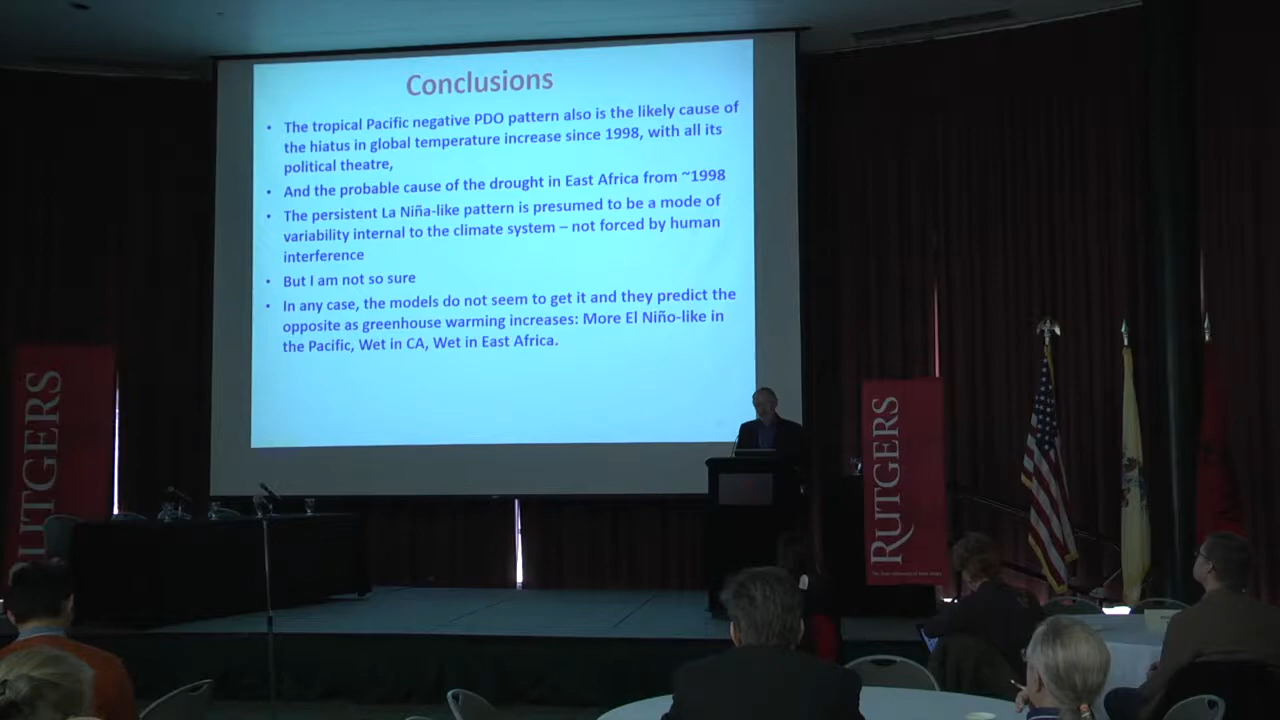 Conclusions
• The tropical Pacific negative PDO pattern also is the likely cause of
the hiatus in global temperature increase since 1998, with all its
political theatre,
• And the probable cause of the drought in East Africa from ~1998
• The persistent La Niña-like pattern is presumed to be a mode of
variability internal to the climate system – not forced by human
interference
• But I am not so sure
• In any case, the models do not seem to get it and they predict the
opposite as greenhouse warming increases: More El Niño-like in
the Pacific, Wet in CA, Wet in East Africa.
RUTGERS
RUTGERS